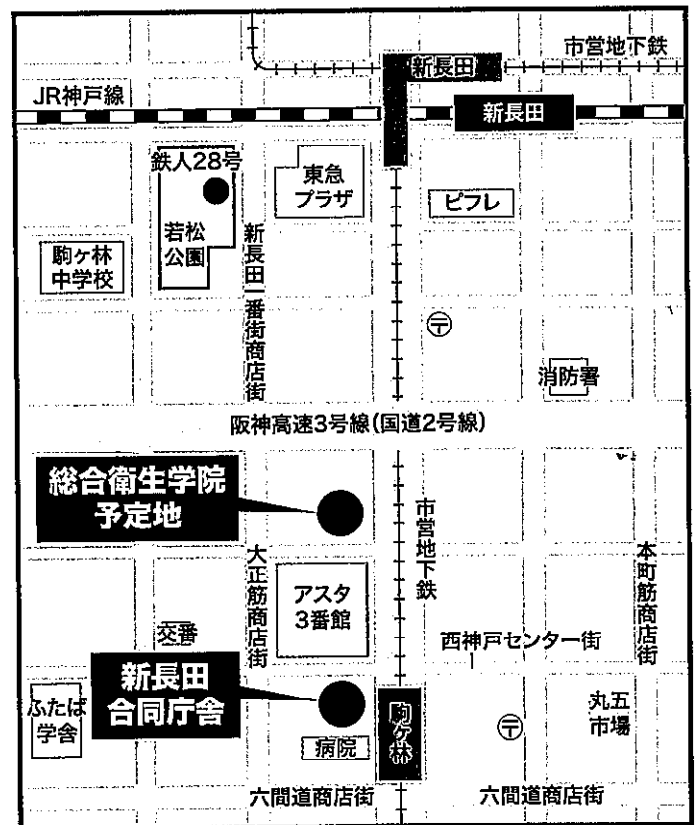 市営地下鉄
新長田
JR神戸線
新長田
鉄人28号
東急
プラザ
ピフレ
若松
公園
駒ヶ林
中学校
新長田一番街商店街
〒
消防署
阪神高速3号線(国道2号線)
総合衛生学院
予定地
市営地下鉄
大正筋商店街
本町筋商店街
アスタ
3番館
交番
西神戸センター街
新長田
合同庁舎
駒ヶ林
丸五
市場
ふたば
学舎
〒
病院
六間道商店街
六間道商店街